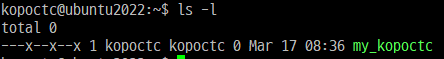 kopoctc@ubuntu2022:~$ ls -l
total 0
---x--x--x 1 kopoctc kopoctc 0 Mar 17 08:36 my_kopoctc